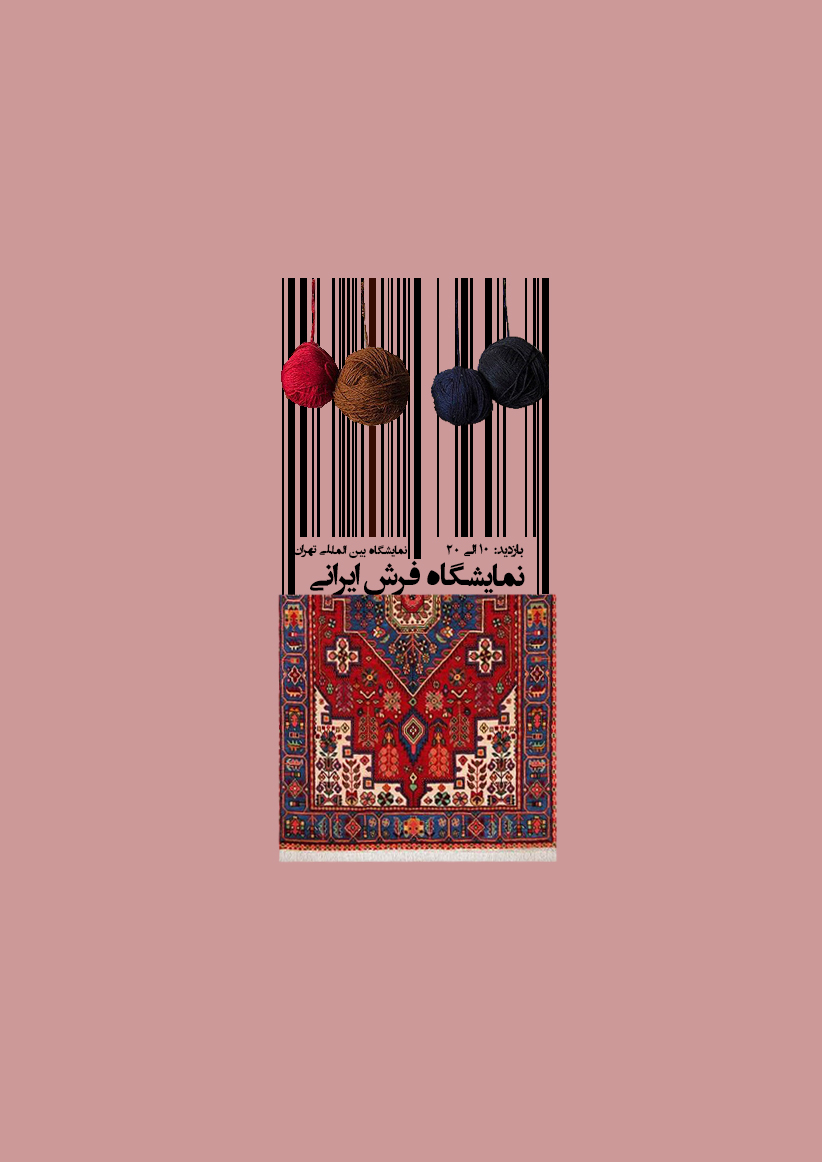 بازدید: ۱۰ الی ۲۰
نمایشگاه بین المللی تهران
نمایشگاه فرش ایرانی